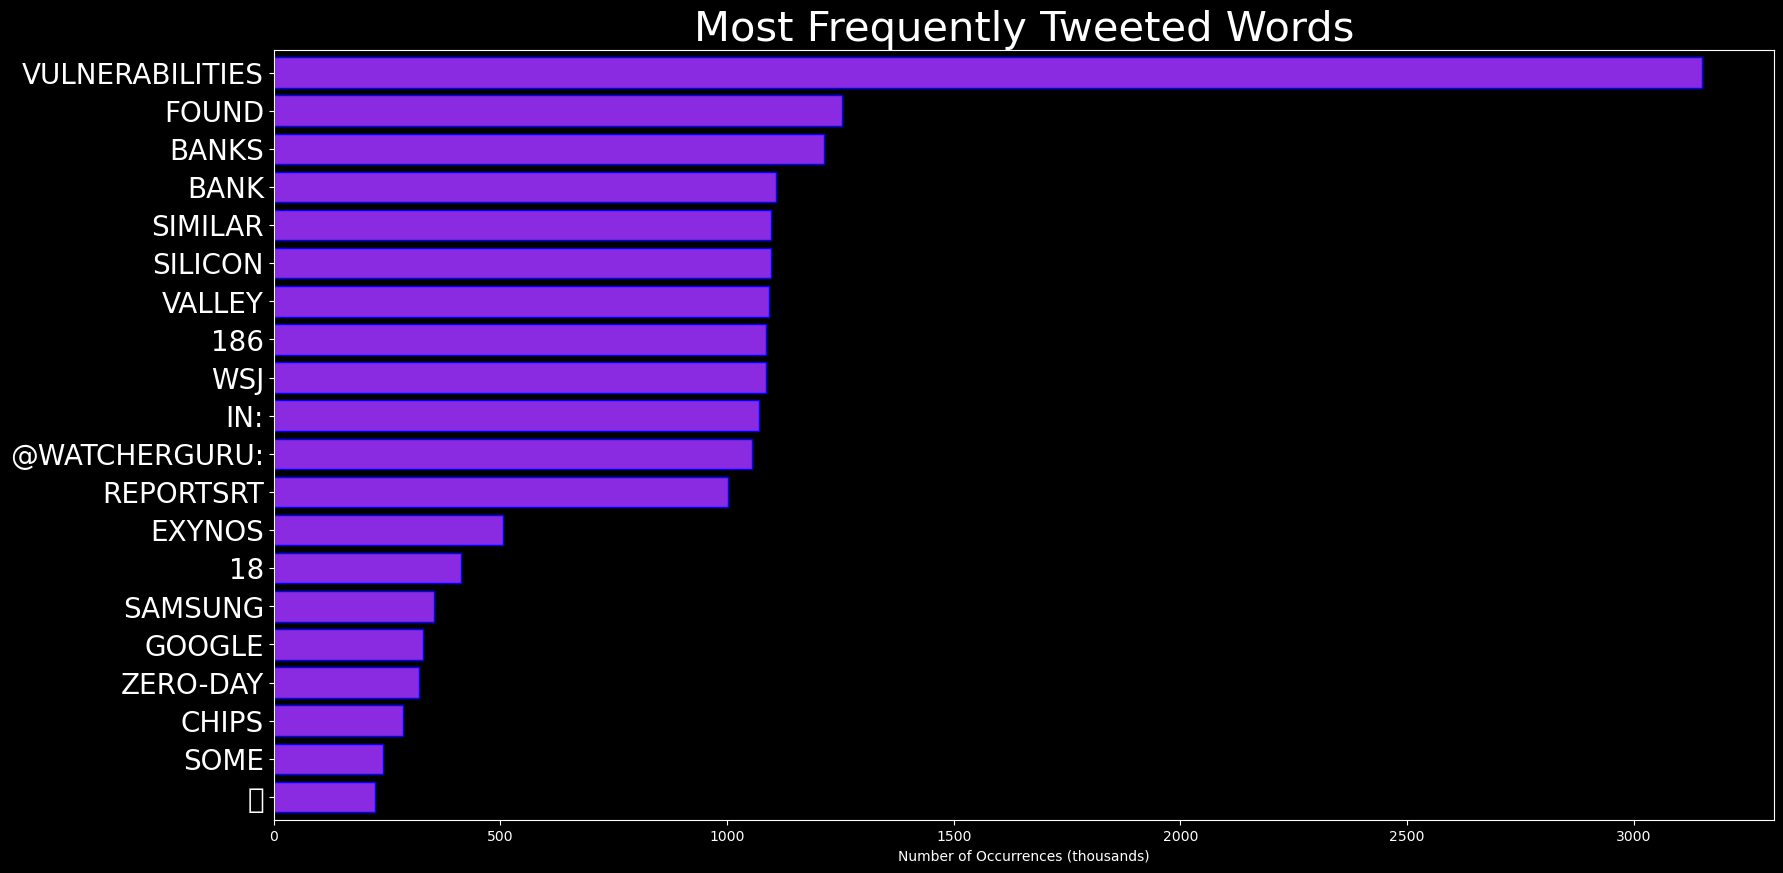 Most Frequently Tweeted Words
VULNERABILITIES
FOUND
BANKS
BANK
SIMILAR
SILICON
VALLEY
186
WSJ
IN:
@WATCHERGURU:
REPORTSRT
EXYNOS
18
SAMSUNG
GOOGLE
ZERO-DAY
CHIPS
SOME
0 500 1000 1500 2000 2500 3000
Number of Occurrences (thousands)